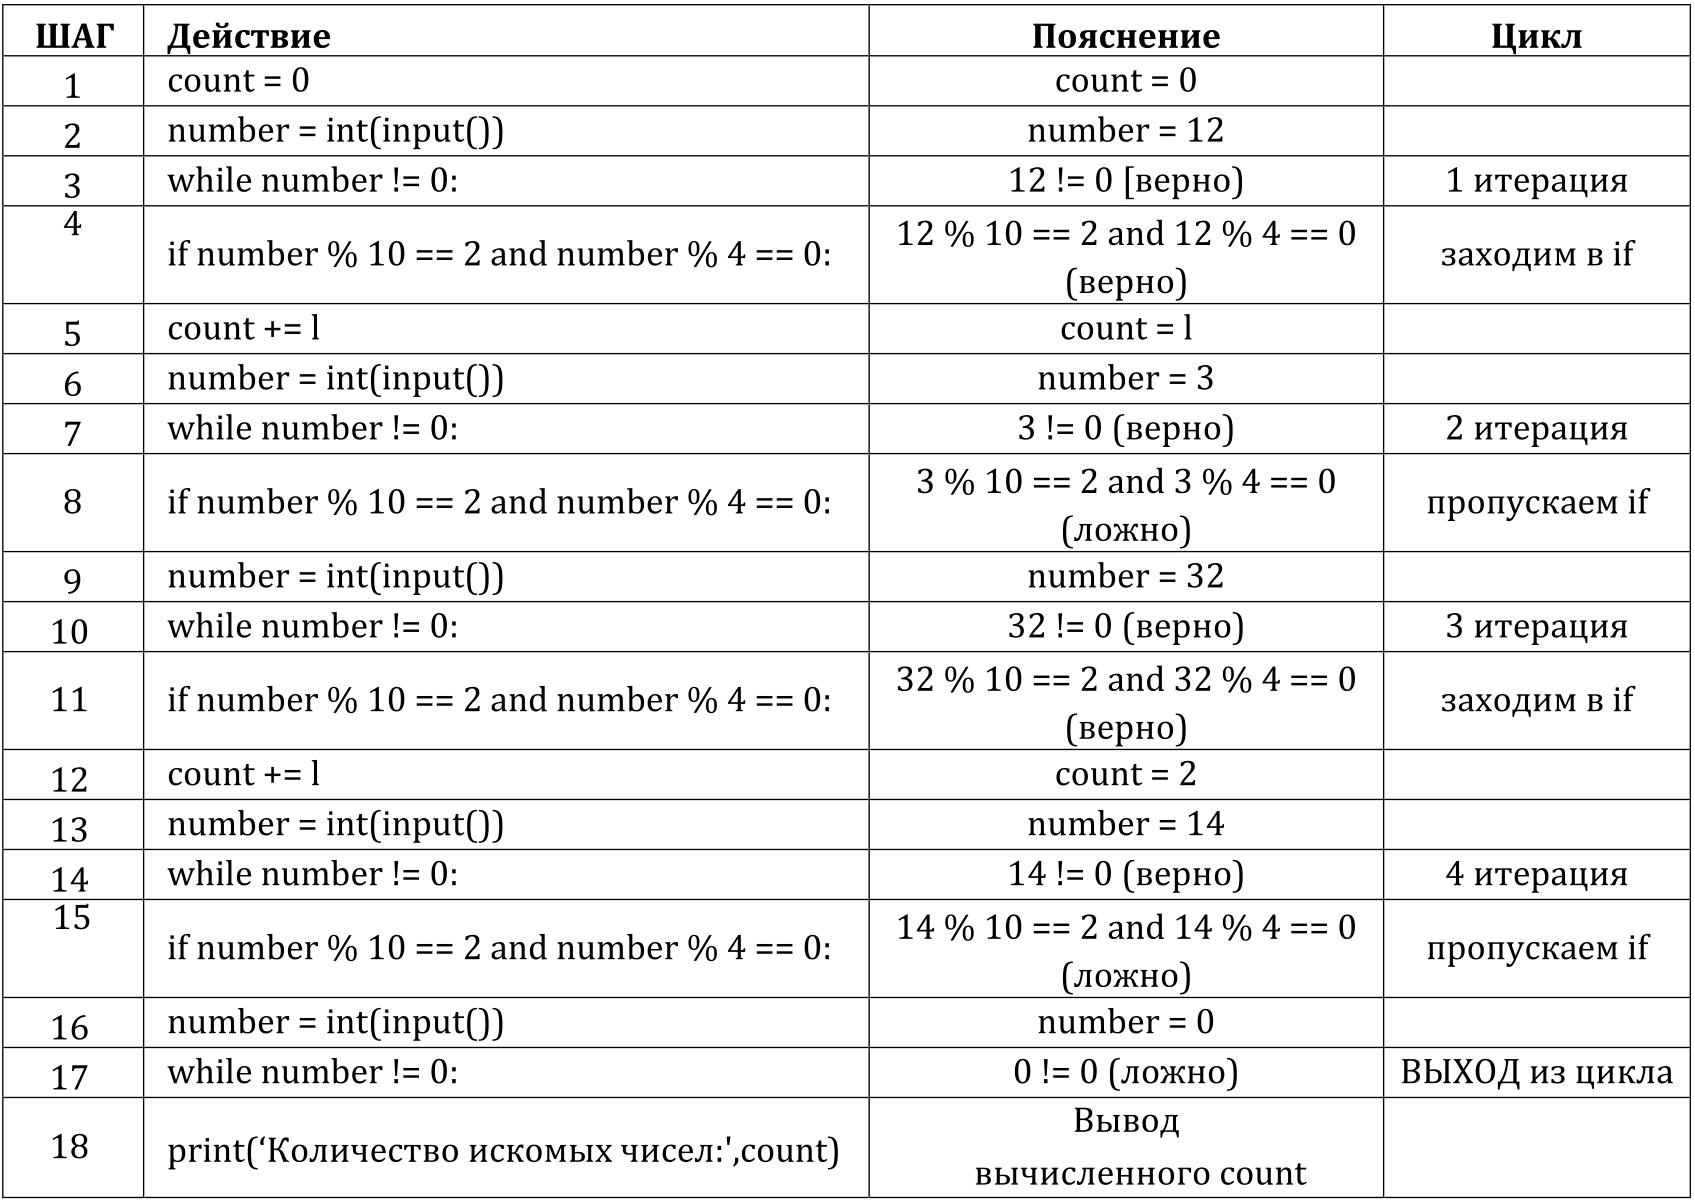 ШАГ Действие Пояснение Цикл
1 count = 0 count = 0
2 number = int(input()) number = 12
3 while number != 0: 12 != 0 [верно) 1 итерация
4 if number % 10 == 2 and number % 4 == 0: 12 % 10 == 2 and 12 % 4 == 0 заходим в if
(верно)
5 count += l count = l
6 number = int(input()) number = 3
7 while number != 0: 3 != 0 (верно) 2 итерация
8 if number % 10 == 2 and number % 4 == 0: 3 % 10 == 2 and 3 % 4 == 0 пропускаем if
(ложно)
9 number = int(input()) number = 32
10 while number != 0: 32 != 0 (верно) 3 итерация
11 if number % 10 == 2 and number % 4 == 0: 32 % 10 == 2 and 32 % 4 == 0 заходим в if
(верно)
12 count += l count = 2
13 number = int(input()) number = 14
14 while number != 0: 14 != 0 (верно) 4 итерация
15 if number % 10 == 2 and number % 4 == 0: 14 % 10 == 2 and 14 % 4 == 0 пропускаем if
(ложно)
16 number = int(input()) number = 0
17 while number != 0: 0 != 0 (ложно) ВЫХОД из цикла
18 print(‘Количество искомых чисел:',count) Вывод
вычисленного count